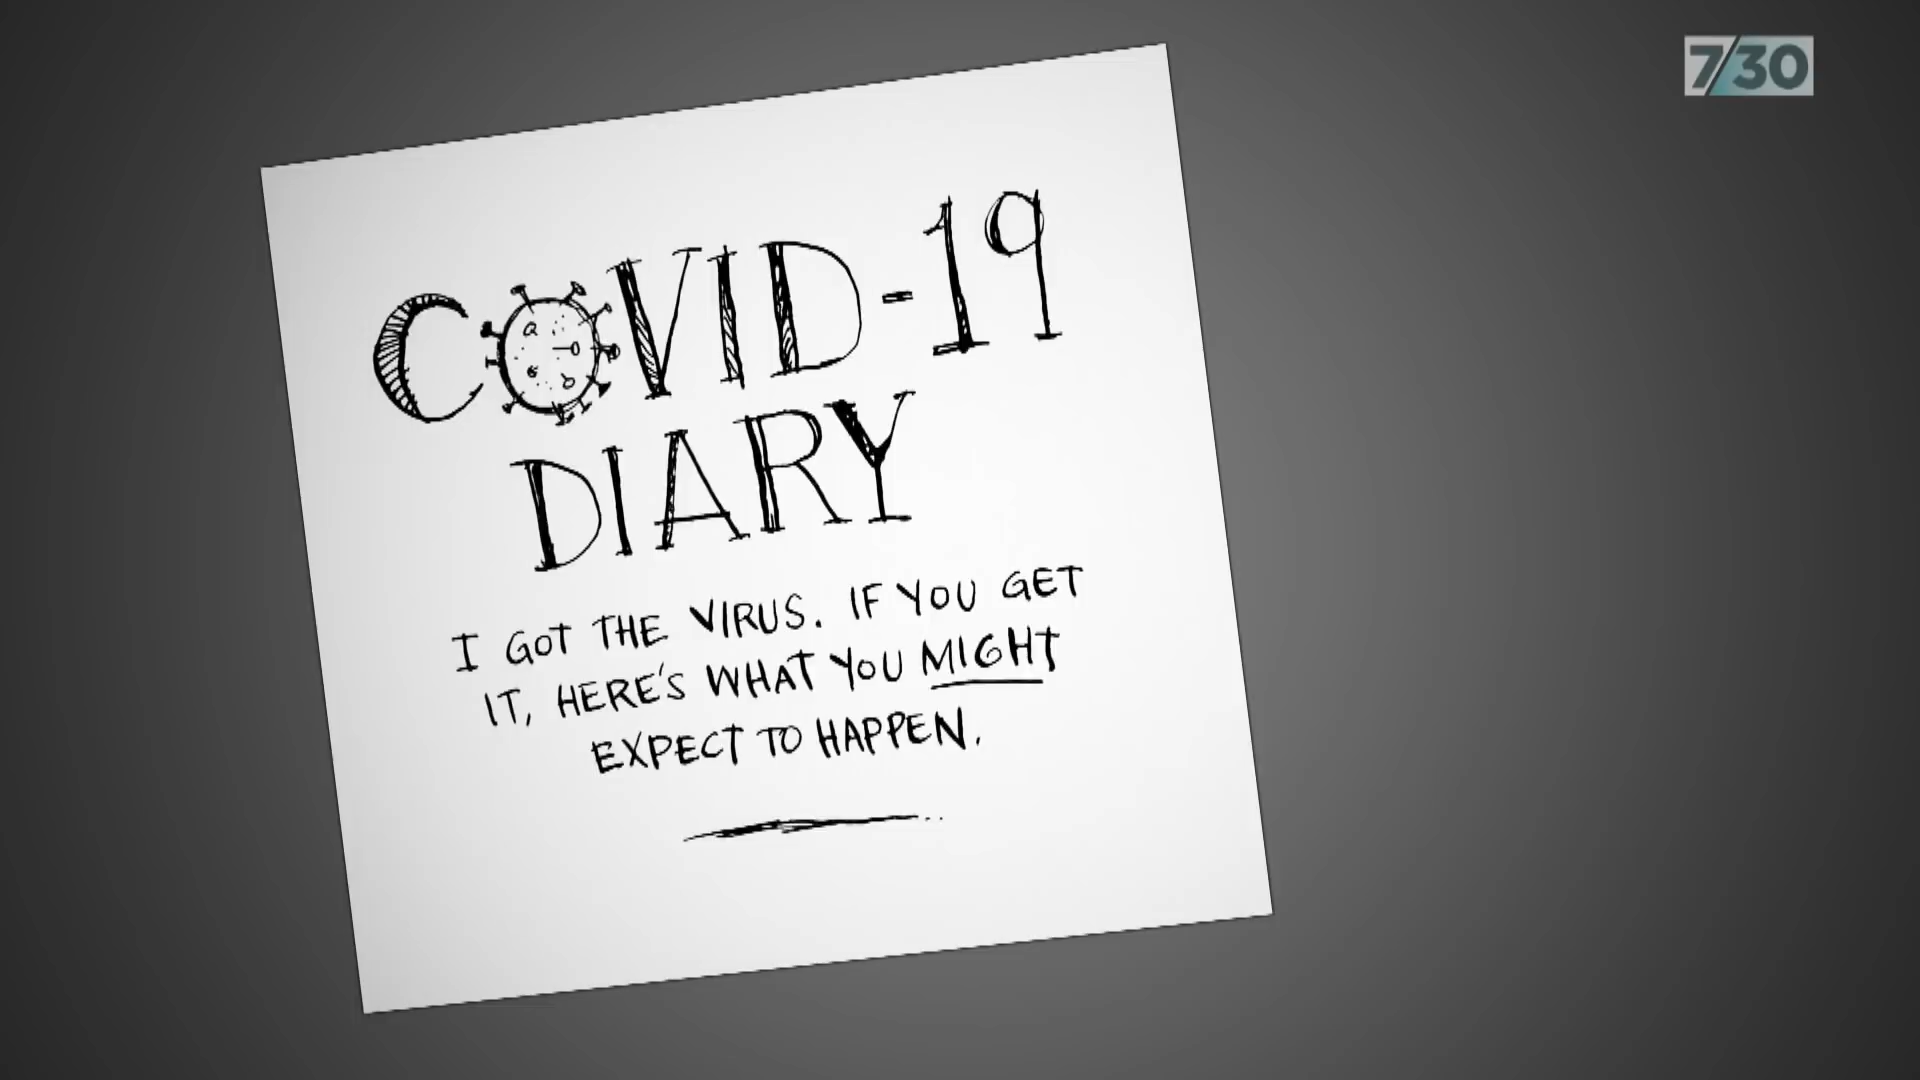 7/30
COVID-19
DIARY
I GOT THE VIRUS. IF YOU GET
IT, HERE'S WHAT YOU MIGHT
EXPECT TO HAPPEN.